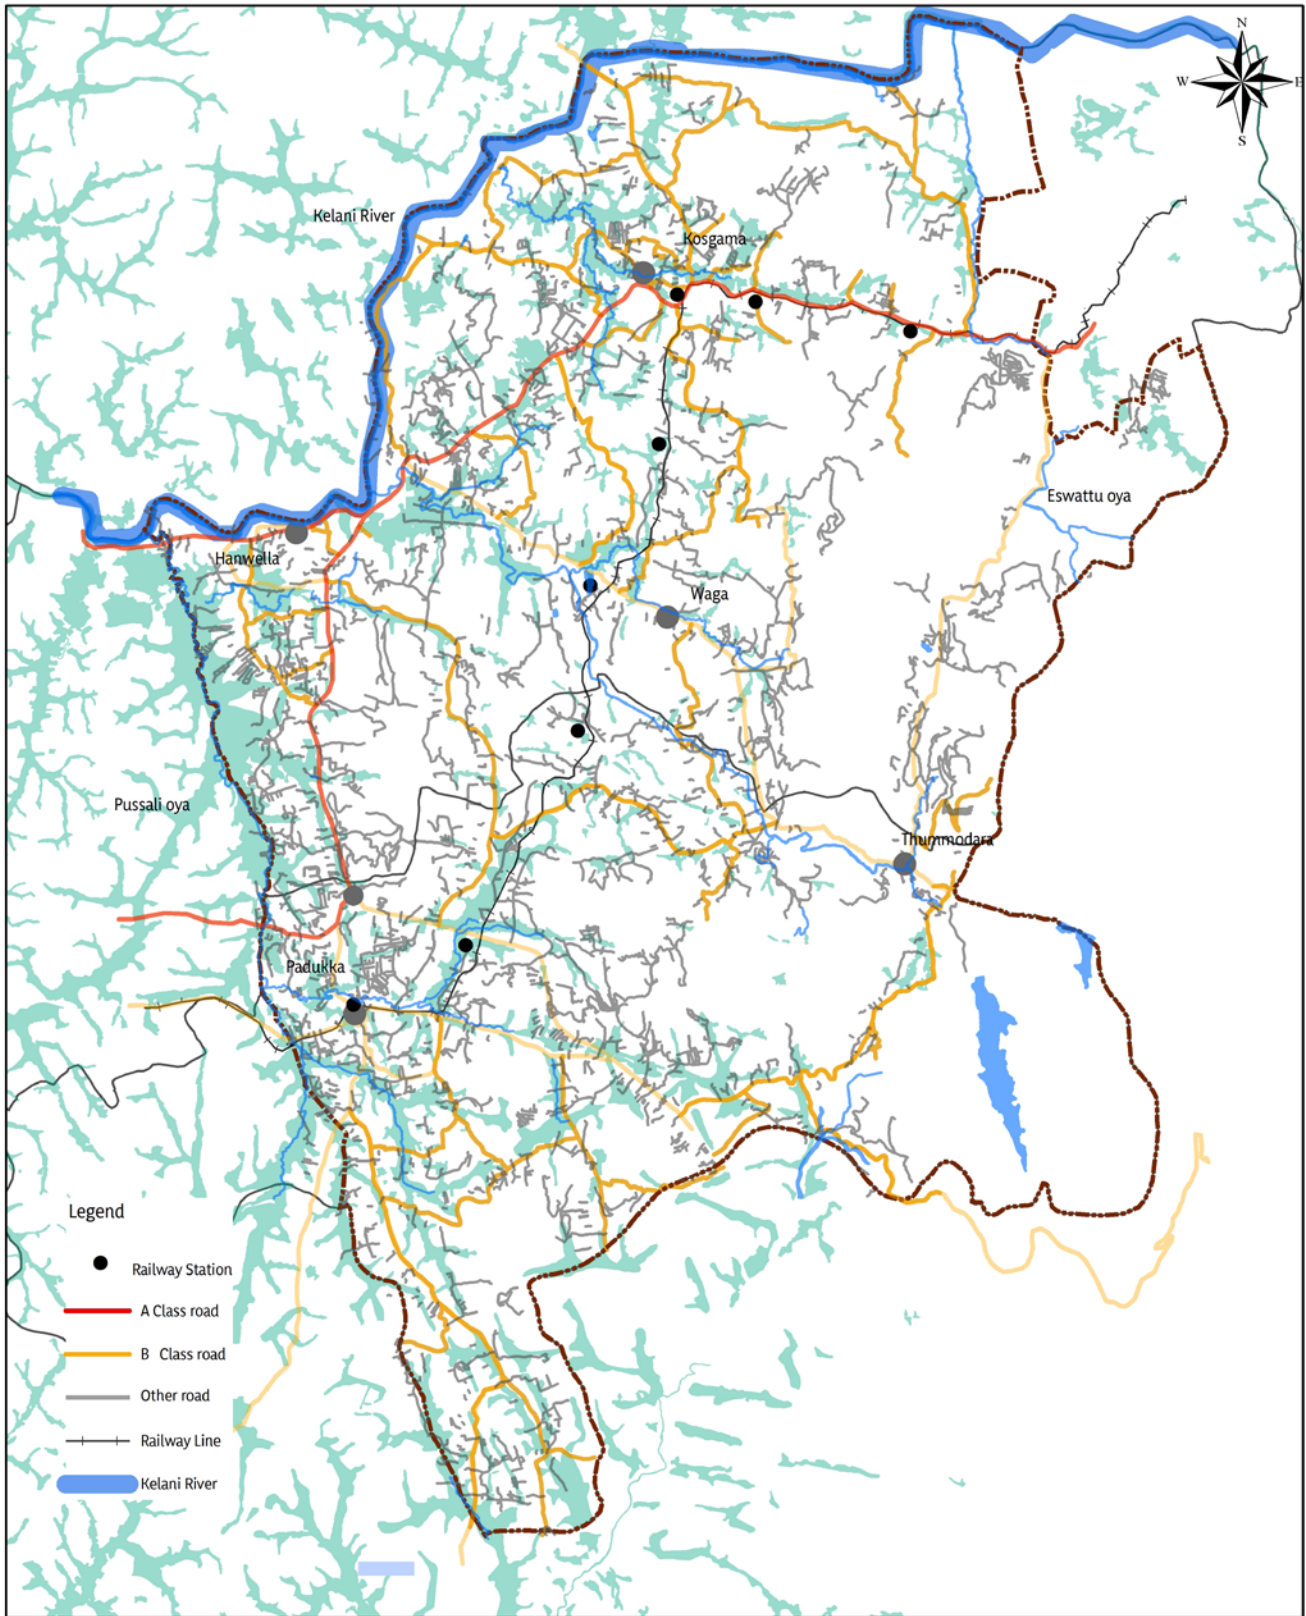 N
W
E
S
Kelani River
Kosgama
Eswattu oya
Hanwella
Waga
Pussali oya
Thummodara
Padukka
Legend
Railway Station
A Class road
B Class road
Other road
Railway Line
Kelani River